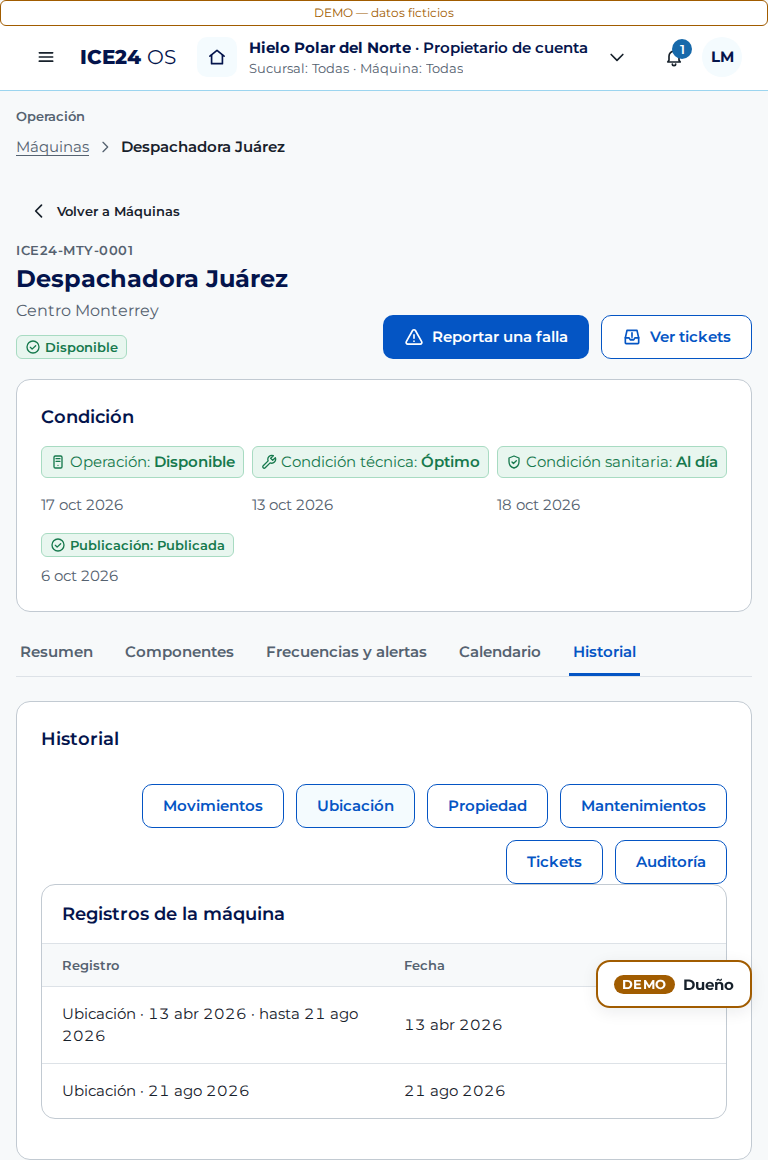 DEMO — datos ficticios
ICE24 OS
Hielo Polar del Norte · Propietario de cuenta
Sucursal: Todas · Máquina: Todas
1
LM
Operación
Máquinas > Despachadora Juárez
Volver a Máquinas
ICE24-MTY-0001
Despachadora Juárez
Centro Monterrey
Disponible
Reportar una falla
Ver tickets
Condición
Operación: Disponible
Condición técnica: Óptimo
Condición sanitaria: Al día
17 oct 2026
13 oct 2026
18 oct 2026
Publicación: Publicada
6 oct 2026
Resumen
Componentes
Frecuencias y alertas
Calendario
Historial
Historial
Movimientos
Ubicación
Propiedad
Mantenimientos
Tickets
Auditoría
Registros de la máquina
Registro
Fecha
DEMO Dueño
Ubicación · 13 abr 2026 · hasta 21 ago
2026
13 abr 2026
Ubicación · 21 ago 2026
21 ago 2026